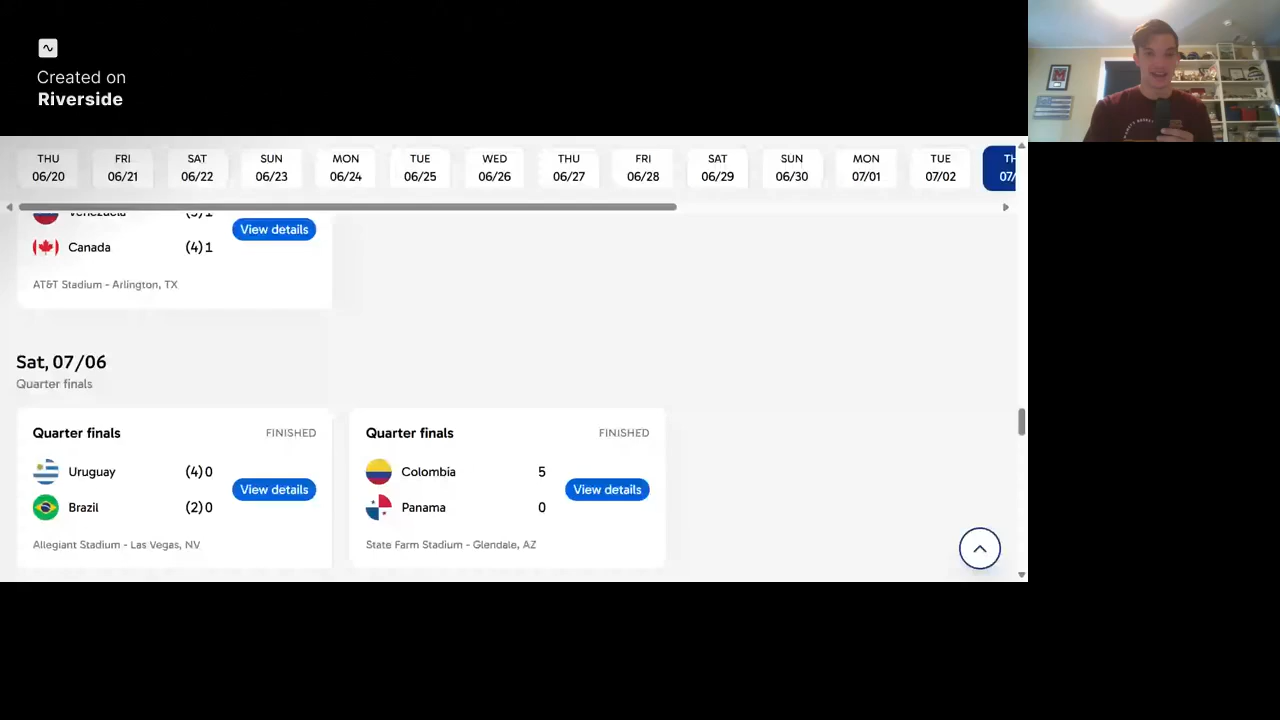 Created on
Riverside
THU FRI SAT SUN MON TUE WED THU FRI SAT SUN MON TUE
06/20 06/21 06/22 06/23 06/24 06/25 06/26 06/27 06/28 06/29 06/30 07/01 07/02 07/
Venezuela
View details
Canada (4)1
AT&T Stadium - Arlington, TX
Sat, 07/06
Quarter finals
Quarter finals FINISHED
Uruguay (4)0
View details
Brazil (2)0
Allegiant Stadium - Las Vegas, NV
Quarter finals FINISHED
Colombia 5
View details
Panama 0
State Farm Stadium - Glendale, AZ